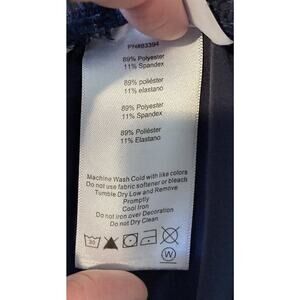 PN#83394
89% Polyester
11% Spandex
89% poliéster
11% elastano
89% Polyester
11% Spandex
89% Poliéster
11% Elastano
Machine Wash Cold with like colors
Do not use fabric softener or bleach
Tumble Dry Low and Remove
Promptly
Cool Iron
Do not iron over Decoration
Do not Dry Clean
30
W